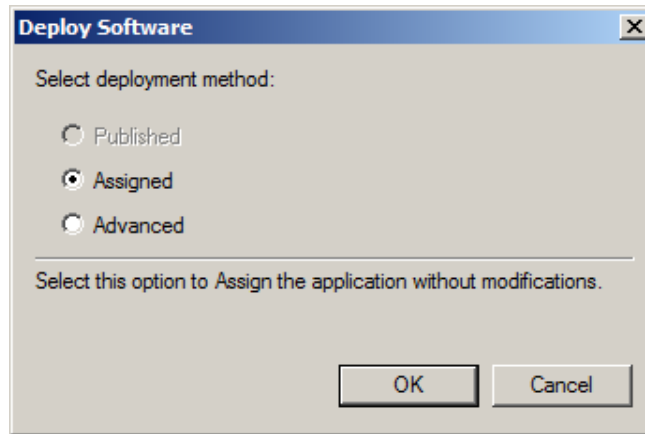 Deploy Software
Select deployment method:
Published
Assigned
Advanced
Select this option to Assign the application without modifications.
OK Cancel